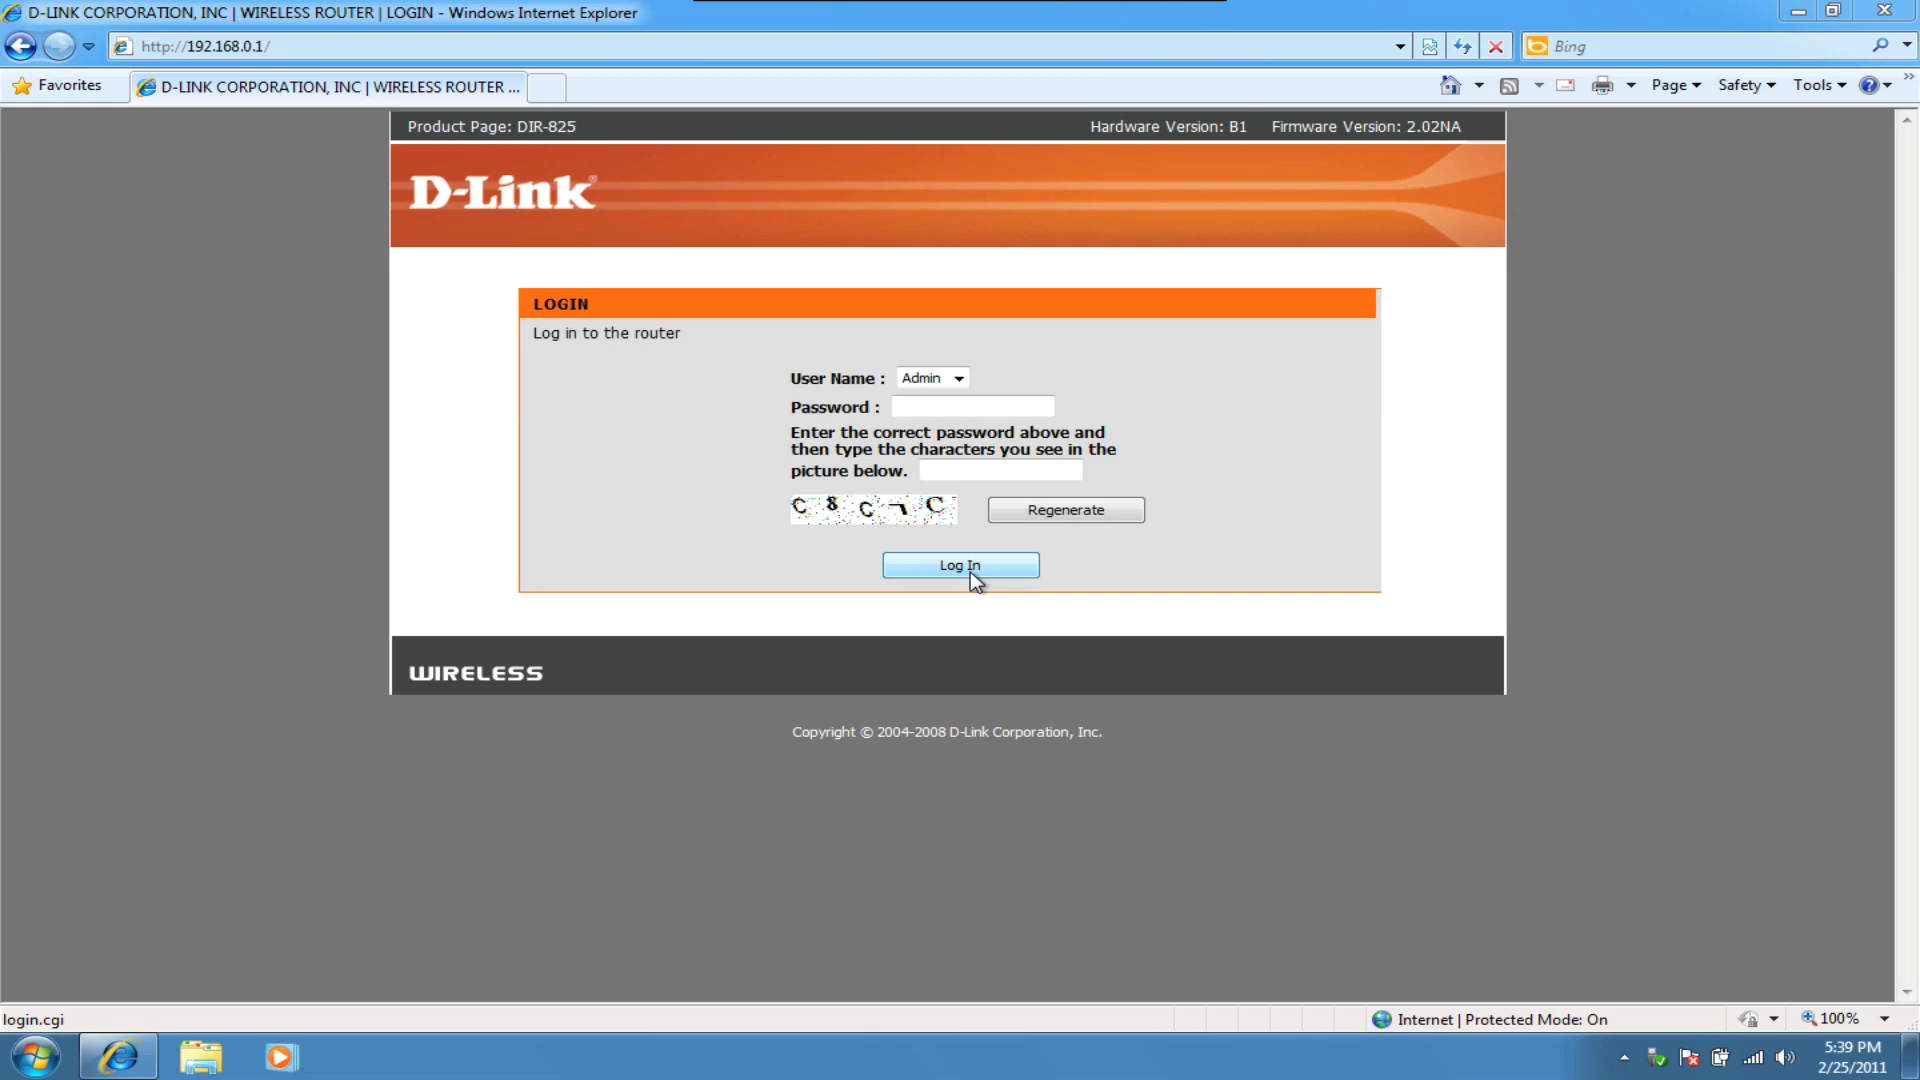 D-LINK CORPORATION, INC | WIRELESS ROUTER | LOGIN - Windows Internet Explorer
http://192.168.0.1/
Bing
Favorites
D-LINK CORPORATION, INC | WIRELESS ROUTER ...
Page
Safety
Tools
Product Page: DIR-825
Hardware Version: B1
Firmware Version: 2.02NA
D-Link®
LOGIN
Log in to the router
User Name :
Admin
Password :
Enter the correct password above and
then type the characters you see in the
picture below.
C 8 C 7 C
Regenerate
Log In
WIRELESS
Copyright © 2004-2008 D-Link Corporation, Inc.
login.cgi
Internet | Protected Mode: On
100%
5:39 PM
2/25/2011